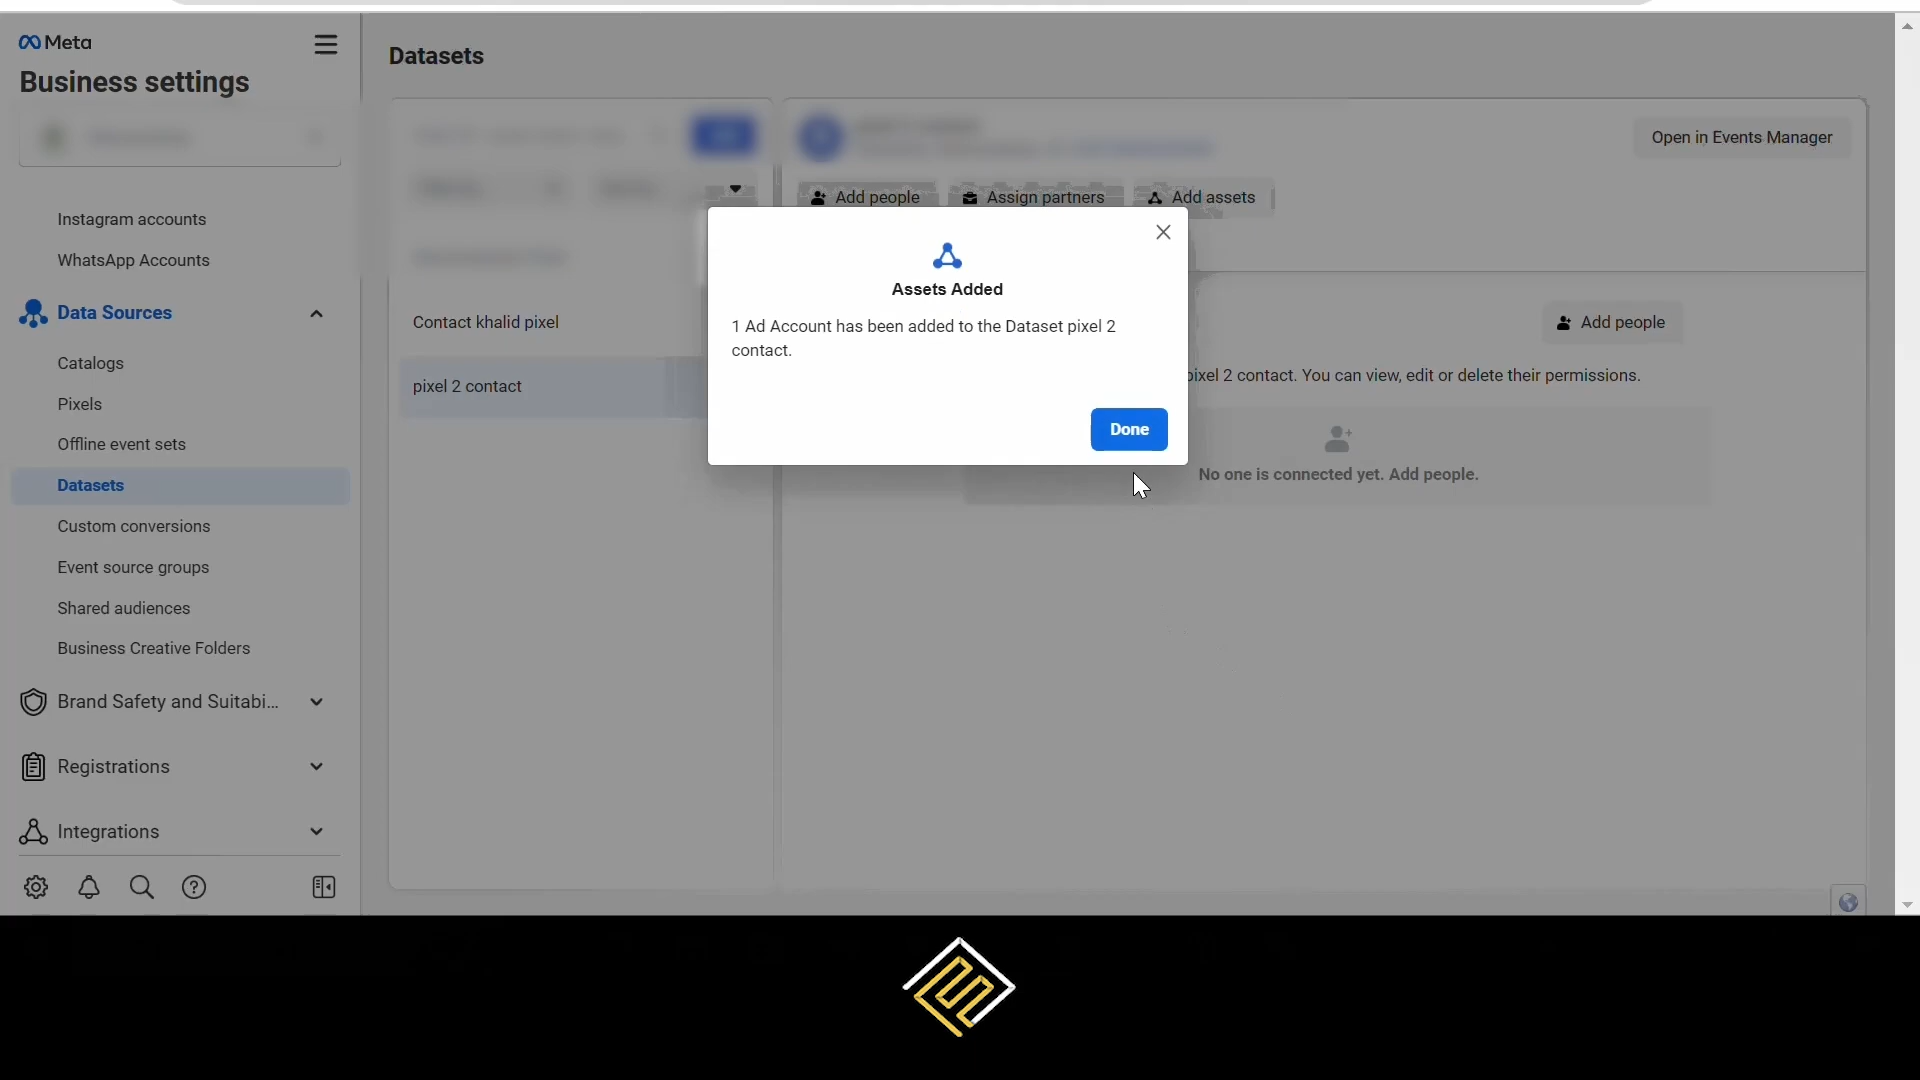 Meta
Business settings
Instagram accounts
WhatsApp Accounts
Data Sources
Catalogs
Pixels
Offline event sets
Datasets
Custom conversions
Event source groups
Shared audiences
Business Creative Folders
Brand Safety and Suitabi...
Registrations
Integrations
Datasets
Contact khalid pixel
pixel 2 contact
Open in Events Manager
Add people
Assign partners
Add assets
Assets Added
1 Ad Account has been added to the Dataset pixel 2
contact.
Done
Add people
pixel 2 contact. You can view, edit or delete their permissions.
No one is connected yet. Add people.